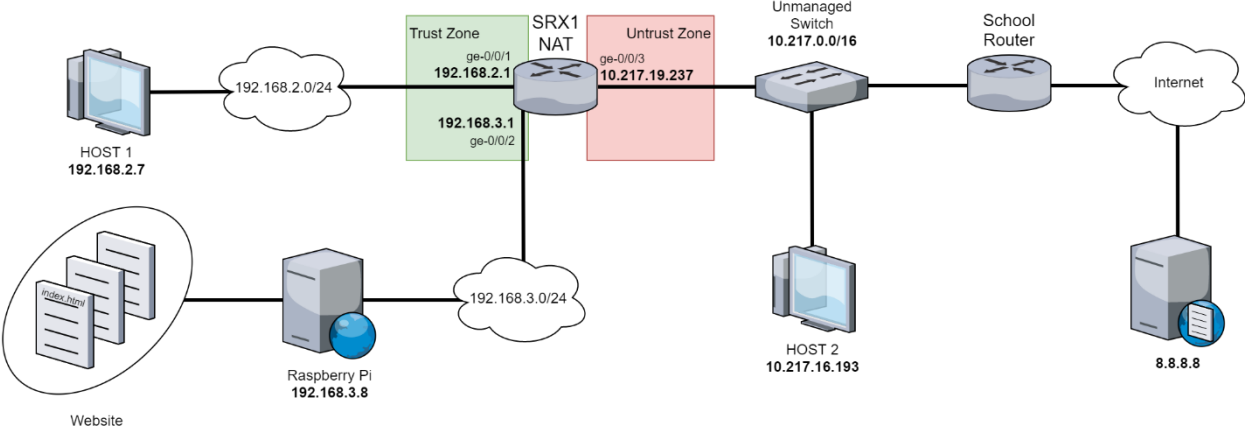 Trust Zone
ge-0/0/1
192.168.2.1
192.168.3.1
ge-0/0/2
SRX1
NAT
Untrust Zone
ge-0/0/3
10.217.19.237
Unmanaged
Switch
10.217.0.0/16
School
Router
Internet
192.168.2.0/24
HOST 1
192.168.2.7
index.html
Website
Raspberry Pi
192.168.3.8
192.168.3.0/24
HOST 2
10.217.16.193
8.8.8.8